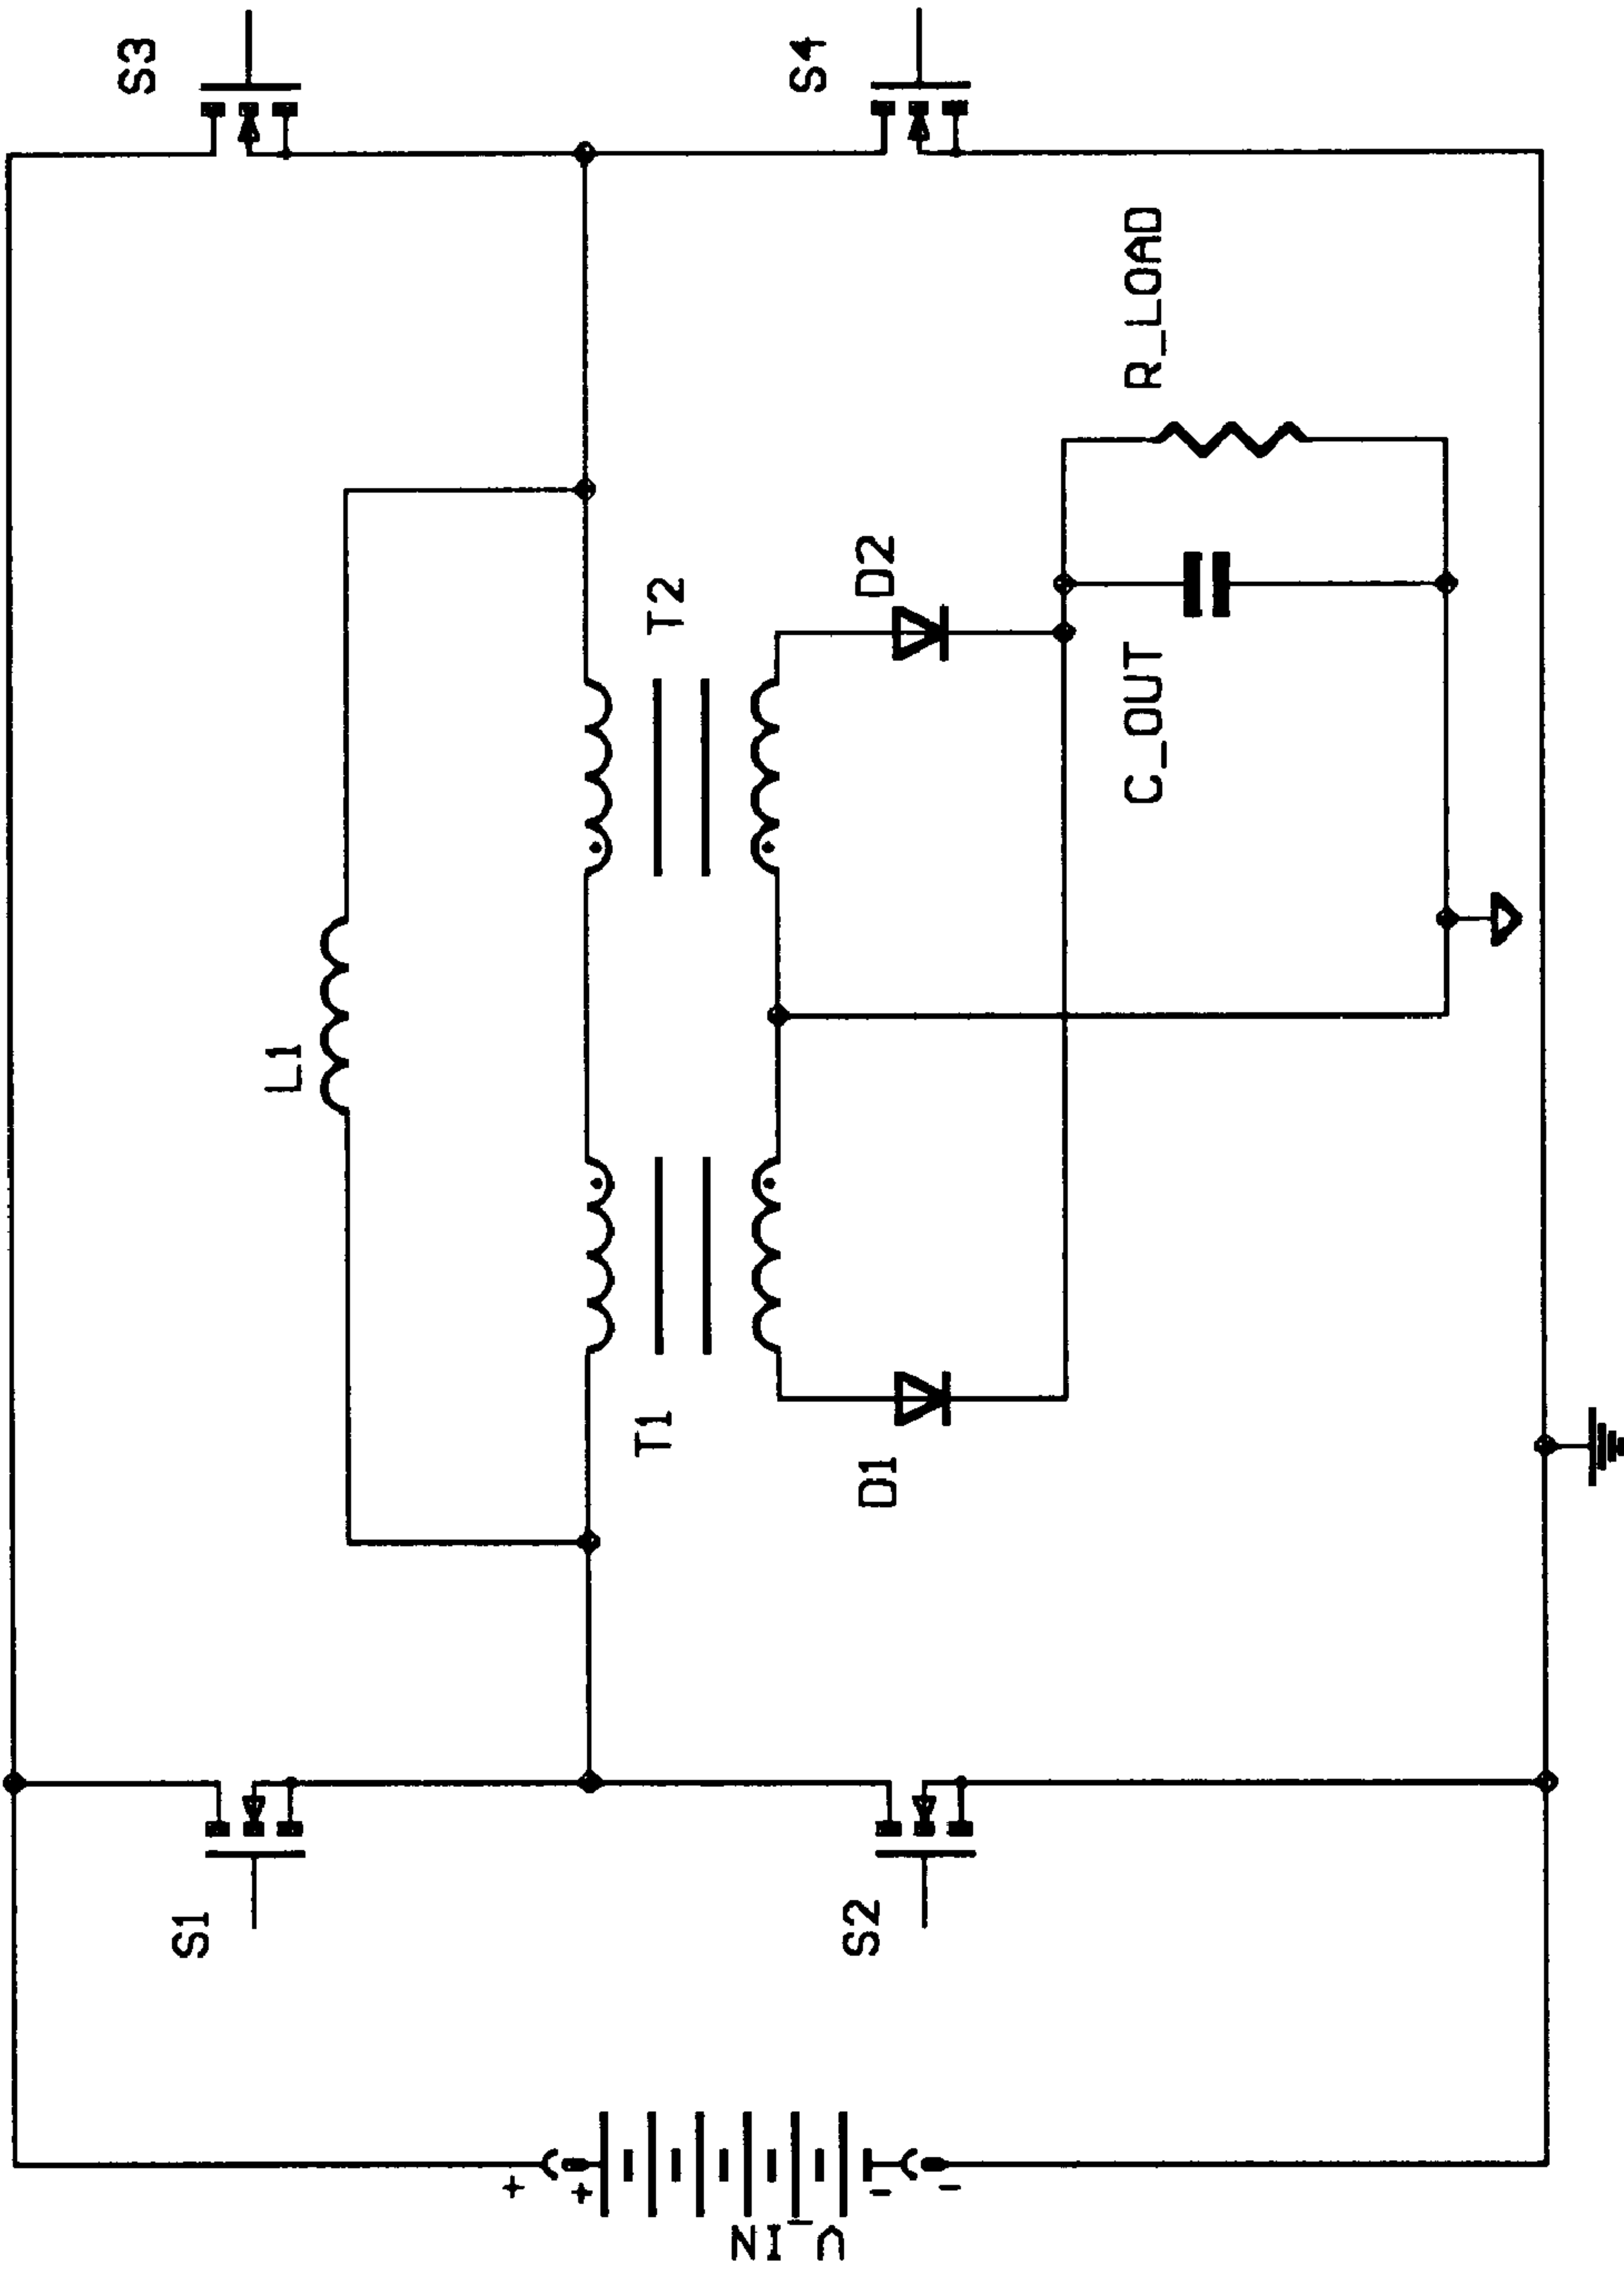 S3
S4
R_LOAD
D2
T2
C_OUT
L1
T1
D1
S1
S2
+
+
-
-
V_IN